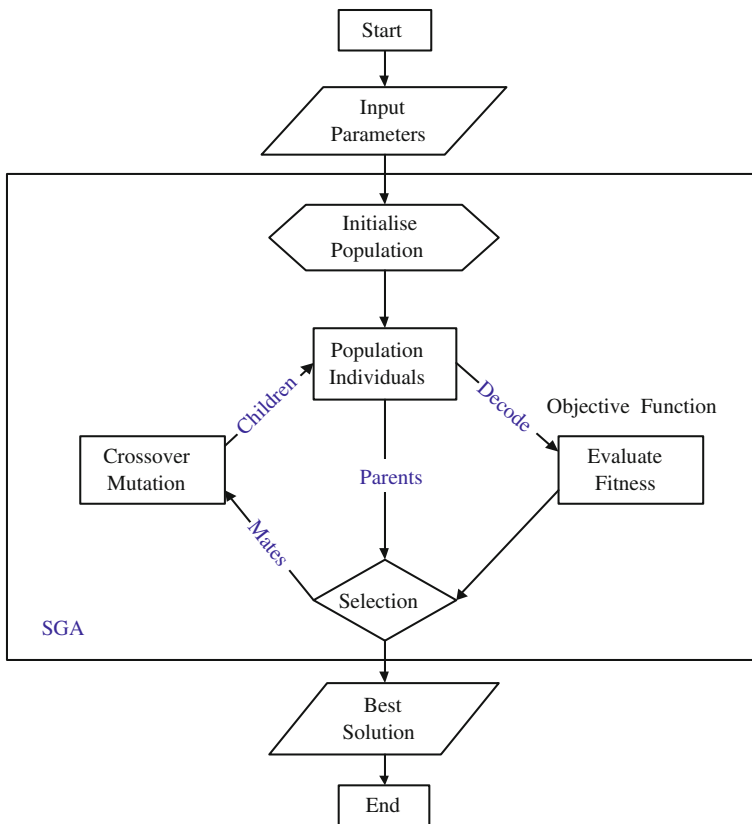 Start
Input
Parameters
Initialise
Population
Population
Individuals
Children
Decode
Objective Function
Crossover
Mutation
Parents
Evaluate
Fitness
Mates
Selection
SGA
Best
Solution
End